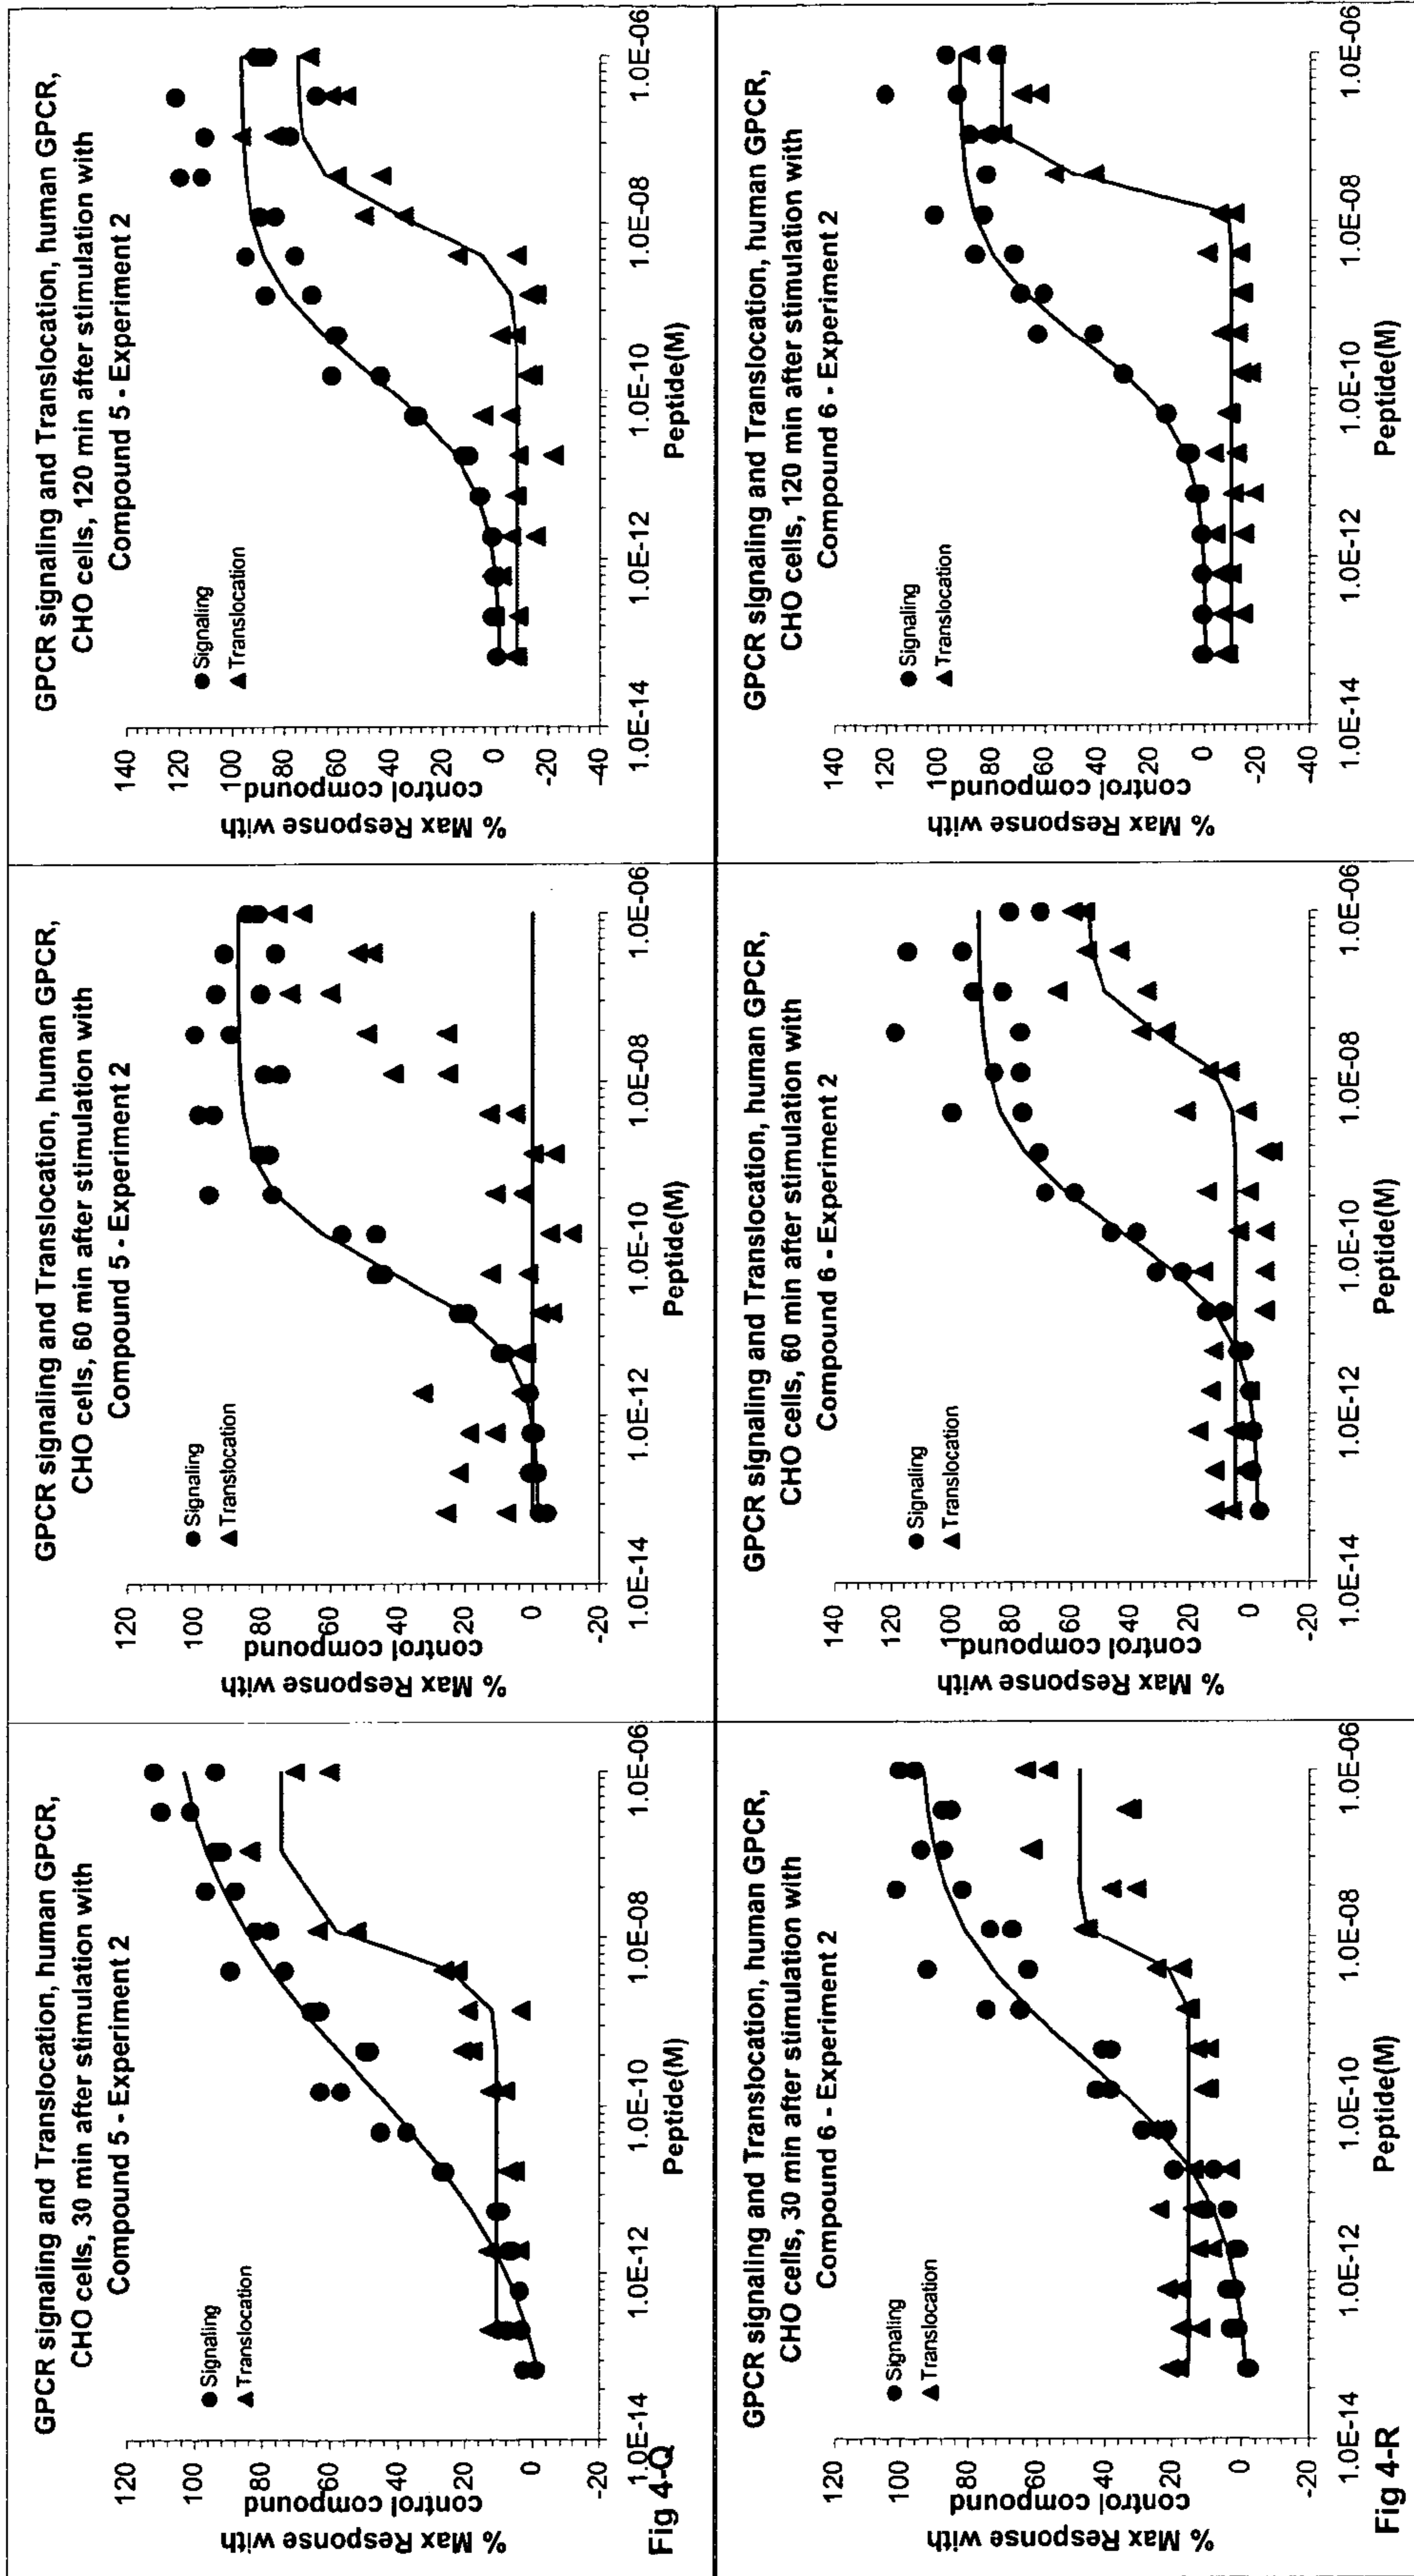 GPCR signaling and Translocation, human GPCR,
CHO cells, 30 min after stimulation with
Compound 5 - Experiment 2
% Max Response with
control compound
120
100
80
60
40
20
0
-20
Signaling
Translocation
1.0E-14
1.0E-12
1.0E-10
1.0E-08
1.0E-06
Peptide(M)
Fig 4-Q
GPCR signaling and Translocation, human GPCR,
CHO cells, 60 min after stimulation with
Compound 5 - Experiment 2
% Max Response with
control compound
120
100
80
60
40
20
0
-20
Signaling
Translocation
1.0E-14
1.0E-12
1.0E-10
1.0E-08
1.0E-06
Peptide(M)
GPCR signaling and Translocation, human GPCR,
CHO cells, 120 min after stimulation with
Compound 5 - Experiment 2
% Max Response with
control compound
140
120
100
80
60
40
20
0
-20
-40
Signaling
Translocation
1.0E-14
1.0E-12
1.0E-10
1.0E-08
1.0E-06
Peptide(M)
GPCR signaling and Translocation, human GPCR,
CHO cells, 30 min after stimulation with
Compound 6 - Experiment 2
% Max Response with
control compound
120
100
80
60
40
20
0
-20
Signaling
Translocation
1.0E-14
1.0E-12
1.0E-10
1.0E-08
1.0E-06
Peptide(M)
Fig 4-R
GPCR signaling and Translocation, human GPCR,
CHO cells, 60 min after stimulation with
Compound 6 - Experiment 2
% Max Response with
control compound
140
120
100
80
60
40
20
0
-20
Signaling
Translocation
1.0E-14
1.0E-12
1.0E-10
1.0E-08
1.0E-06
Peptide(M)
GPCR signaling and Translocation, human GPCR,
CHO cells, 120 min after stimulation with
Compound 6 - Experiment 2
% Max Response with
control compound
140
120
100
80
60
40
20
0
-20
-40
Signaling
Translocation
1.0E-14
1.0E-12
1.0E-10
1.0E-08
1.0E-06
Peptide(M)